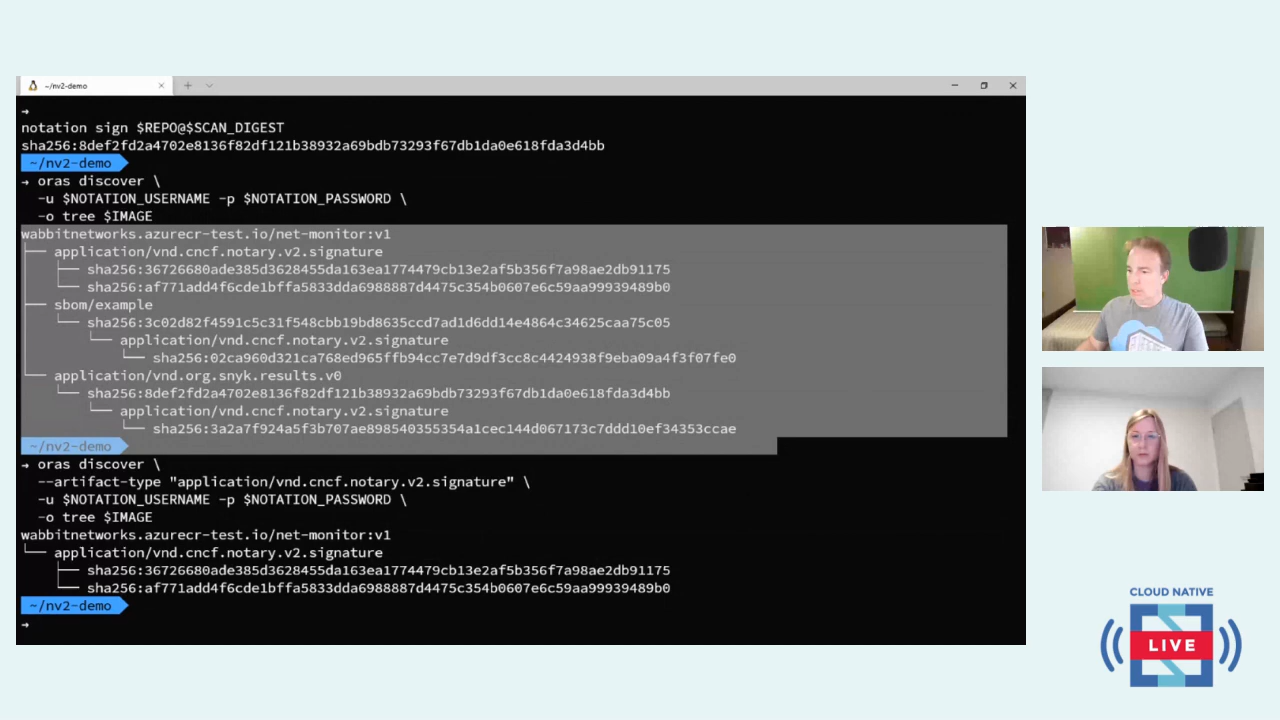 ~/nv2-demo
→
notation sign $REPO@$SCAN_DIGEST
sha256:8def2fd2a4702e8136f82df121b38932a69bdb73293f67db1da0e618fda3d4bb
~/nv2-demo
→ oras discover \
-u $NOTATION_USERNAME -p $NOTATION_PASSWORD \
-o tree $IMAGE
wabbitnetworks.azurecr-test.io/net-monitor:v1
├── application/vnd.cncf.notary.v2.signature
│   ├── sha256:36726680ade385d3628455da163ea1774479cb13e2af5b356f7a98ae2db91175
│   └── sha256:af771add4f6cde1bffa5833dda6988887d4475c354b0607e6c59aa99939489b0
├── sbom/example
│   └── sha256:3c02d82f4591c5c31f548cbb19bd8635ccd7ad1d6dd14e4864c34625caa75c05
│       └── application/vnd.cncf.notary.v2.signature
│           └── sha256:02ca960d321ca768ed965ffb94cc7e7d9df3cc8c4424938f9eba09a4f3f07fe0
└── application/vnd.org.snyk.results.v0
    └── sha256:8def2fd2a4702e8136f82df121b38932a69bdb73293f67db1da0e618fda3d4bb
        └── application/vnd.cncf.notary.v2.signature
            └── sha256:3a2a7f924a5f3b707ae898540355354a1cec144d067173c7ddd10ef34353ccae
~/nv2-demo
→ oras discover \
--artifact-type "application/vnd.cncf.notary.v2.signature" \
-u $NOTATION_USERNAME -p $NOTATION_PASSWORD \
-o tree $IMAGE
wabbitnetworks.azurecr-test.io/net-monitor:v1
└── application/vnd.cncf.notary.v2.signature
    ├── sha256:36726680ade385d3628455da163ea1774479cb13e2af5b356f7a98ae2db91175
    └── sha256:af771add4f6cde1bffa5833dda6988887d4475c354b0607e6c59aa99939489b0
~/nv2-demo
→
CLOUD NATIVE
LIVE